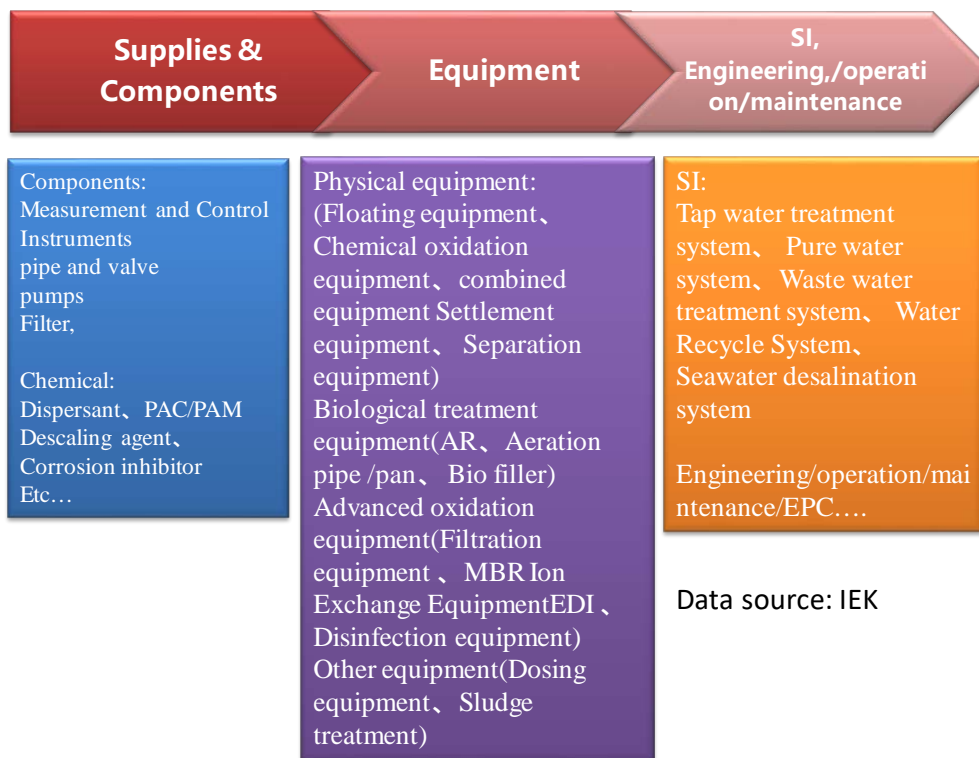 Supplies &
Components
Equipment
SI,
Engineering,/operati
on/maintenance
Components:
Measurement and Control
Instruments
pipe and valve
pumps
Filter,
Chemical:
Dispersant、PAC/PAM
Descaling agent、
Corrosion inhibitor
Etc…
Physical equipment:
(Floating equipment、
Chemical oxidation
equipment、combined
equipment Settlement
equipment、Separation
equipment)
Biological treatment
equipment(AR、Aeration
pipe /pan、Bio filler)
Advanced oxidation
equipment(Filtration
equipment 、MBR Ion
Exchange EquipmentEDI 、
Disinfection equipment)
Other equipment(Dosing
equipment、Sludge
treatment)
SI:
Tap water treatment
system、 Pure water
system、Waste water
treatment system、 Water
Recycle System、
Seawater desalination
system
Engineering/operation/mai
ntenance/EPC….
Data source: IEK